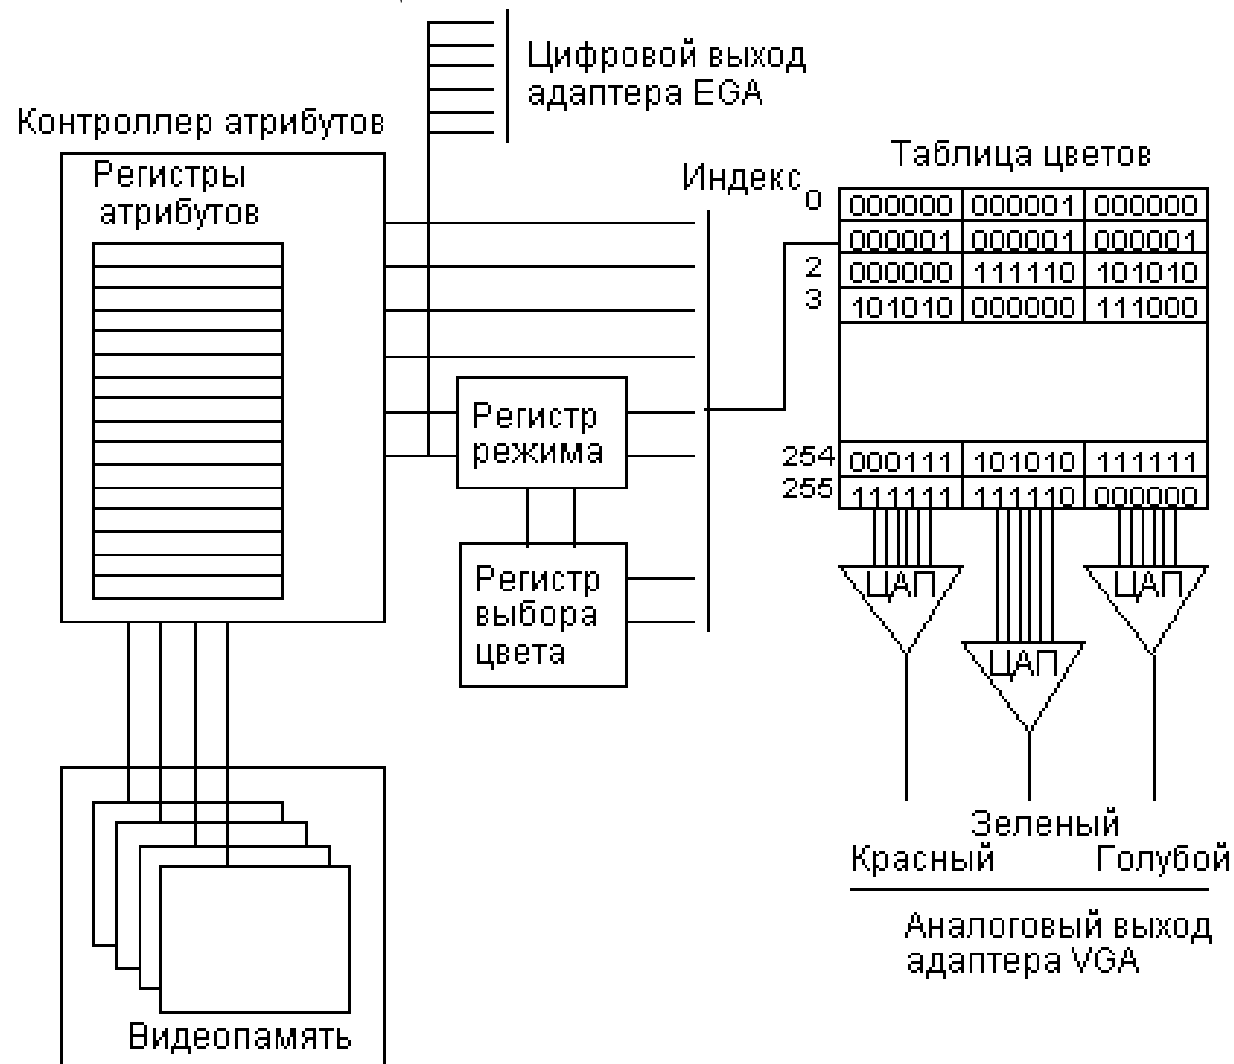 Цифровой выход
адаптера EGA
Контроллер атрибутов
Регистры
атрибутов
Индекс
Таблица цветов
0 000000 000001 000000
000001 000001 000001
2 000000 111110 101010
3 101010 000000 111000
254 000111 101010 111111
255 111111 111110 000000
Регистр
режима
Регистр
выбора
цвета
ЦАП ЦАП
ЦАП
Зеленый
Красный Голубой
Аналоговый выход
адаптера VGA
Видеопамять